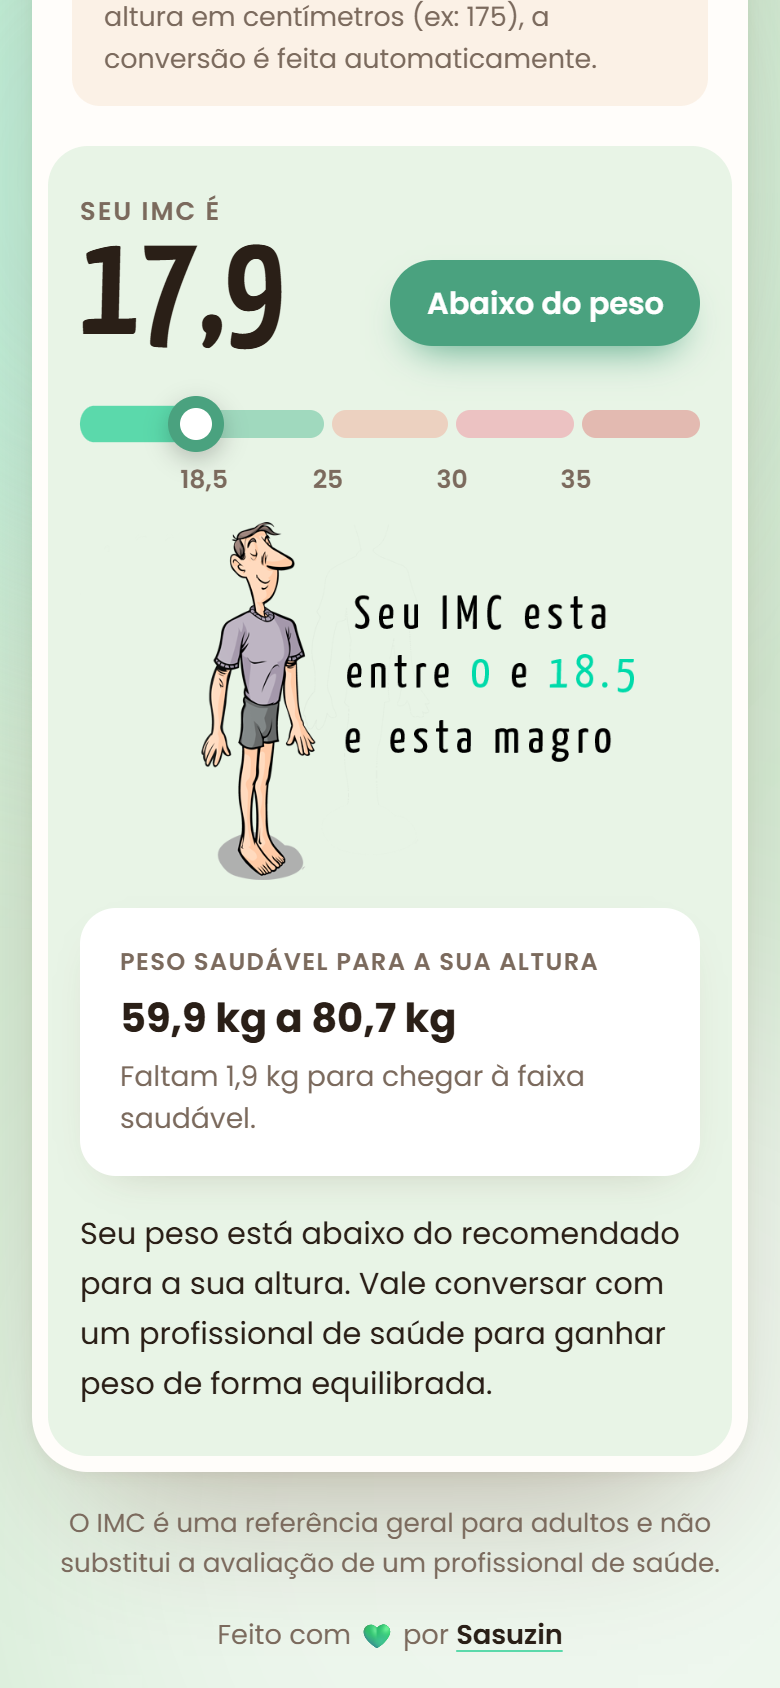 altura em centímetros (ex: 175), a
conversão é feita automaticamente.
SEU IMC É
17,9
Abaixo do peso
18,5 25 30 35
Seu IMC esta
entre 0 e 18.5
e esta magro
PESO SAUDÁVEL PARA A SUA ALTURA
59,9 kg a 80,7 kg
Faltam 1,9 kg para chegar à faixa
saudável.
Seu peso está abaixo do recomendado
para a sua altura. Vale conversar com
um profissional de saúde para ganhar
peso de forma equilibrada.
O IMC é uma referência geral para adultos e não
substitui a avaliação de um profissional de saúde.
Feito com 💚 por Sasuzin